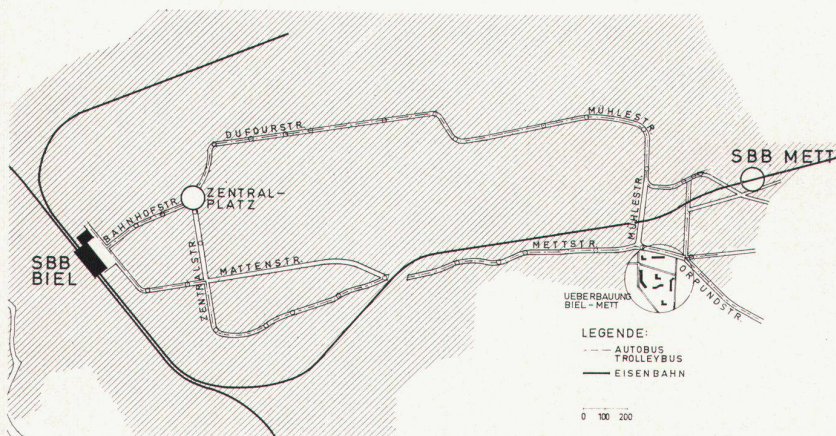 DUFOURSTR.
MÜHLESTR.
SBB METT
ZENTRAL-
PLATZ
BAHNHOFSTR.
MÜHLESTR.
SBB
BIEL
ZENTRALSTR.
MATTENSTR.
METTSTR.
ORPUNDSTR.
UEBERBAUUNG
BIEL-METT
LEGENDE:
AUTOBUS
TROLLEYBUS
EISENBAHN
0 100 200